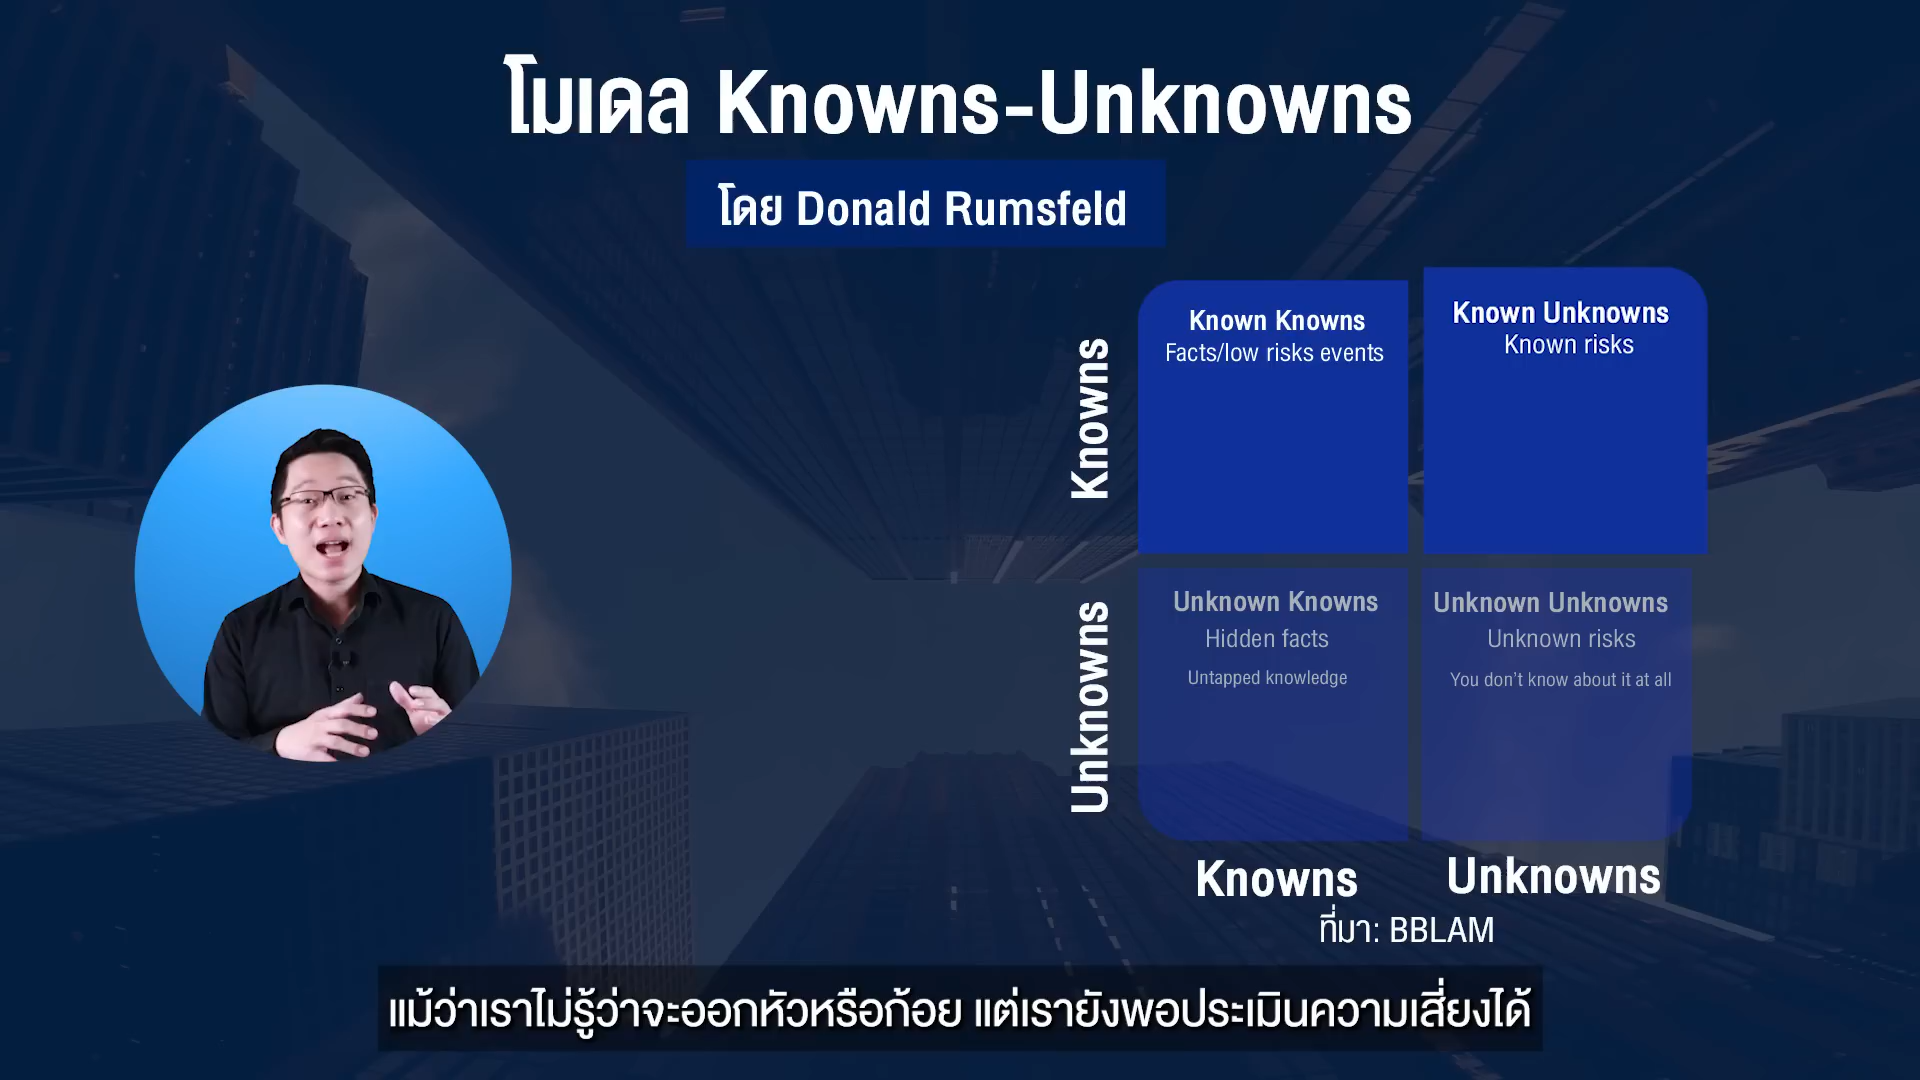 โมเดล Knowns-Unknowns
โดย Donald Rumsfeld
Knowns
Known Knowns
Facts/low risks events
Known Unknowns
Known risks
Unknowns
Unknown Knowns
Hidden facts
Untapped knowledge
Unknown Unknowns
Unknown risks
You don't know about it at all
Knowns
Unknowns
ที่มา: BBLAM
แม้ว่าเราไม่รู้ว่าจะออกหัวหรือก้อย แต่เรายังพอประเมินความเสี่ยงได้